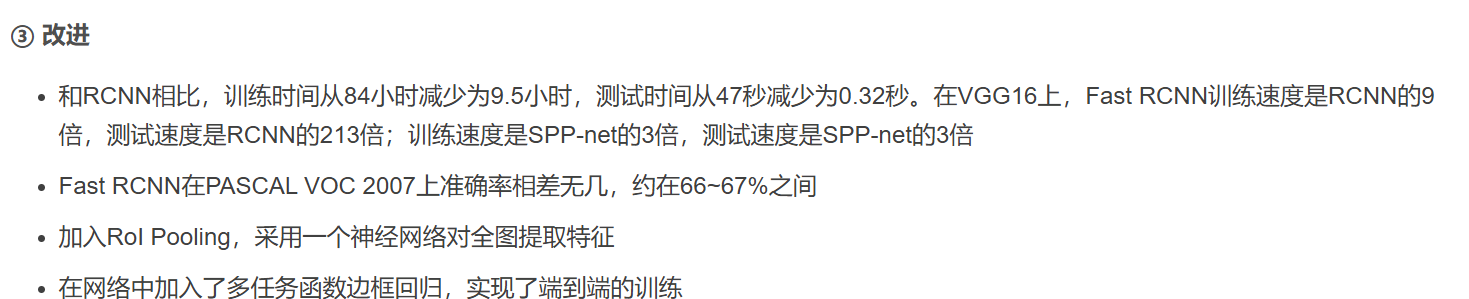 ③ 改进
• 和RCNN相比，训练时间从84小时减少为9.5小时，测试时间从47秒减少为0.32秒。在VGG16上，Fast RCNN训练速度是RCNN的9
倍，测试速度是RCNN的213倍；训练速度是SPP-net的3倍，测试速度是SPP-net的3倍
• Fast RCNN在PASCAL VOC 2007上准确率相差无几，约在66~67%之间
• 加入RoI Pooling，采用一个神经网络对全图提取特征
• 在网络中加入了多任务函数边框回归，实现了端到端的训练